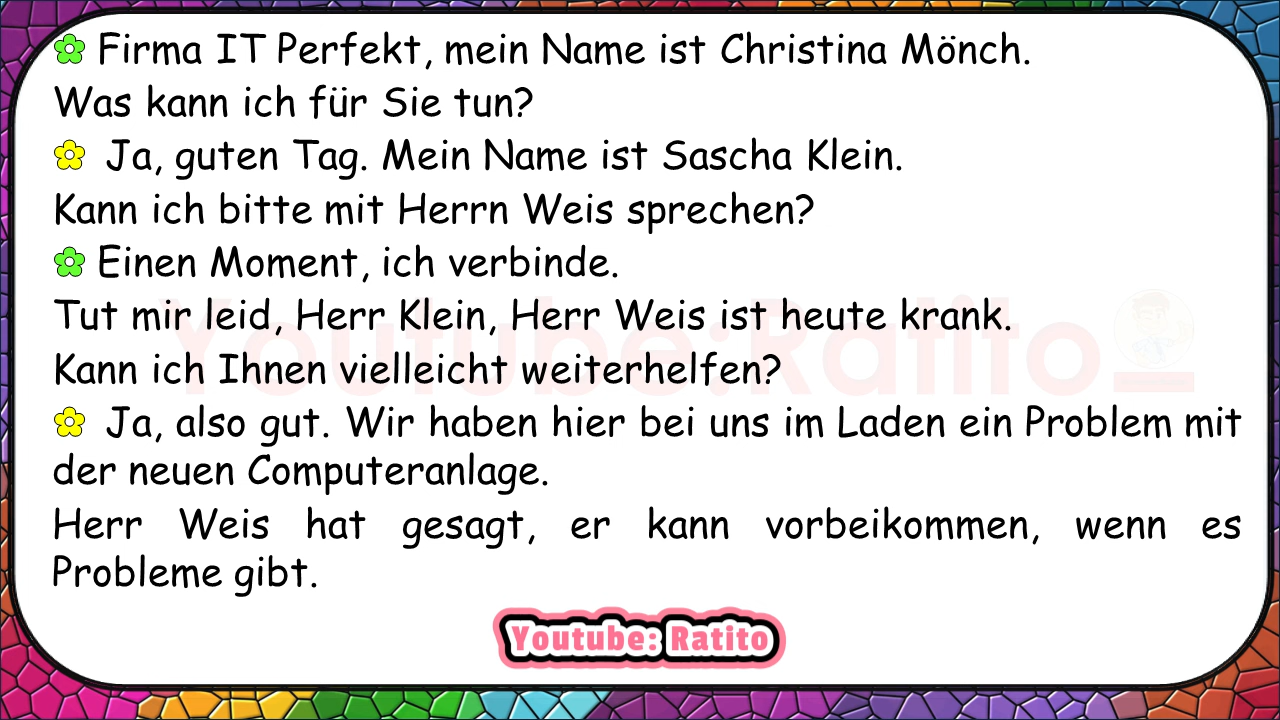 Firma IT Perfekt, mein Name ist Christina Mönch.
Was kann ich für Sie tun?
Ja, guten Tag. Mein Name ist Sascha Klein.
Kann ich bitte mit Herrn Weis sprechen?
Einen Moment, ich verbinde.
Tut mir leid, Herr Klein, Herr Weis ist heute krank.
Youtube:Ratito
Kann ich Ihnen vielleicht weiterhelfen?
Ja, also gut. Wir haben hier bei uns im Laden ein Problem mit
der neuen Computeranlage.
Herr Weis hat gesagt, er kann vorbeikommen, wenn es
Probleme gibt.
Youtube: Ratito